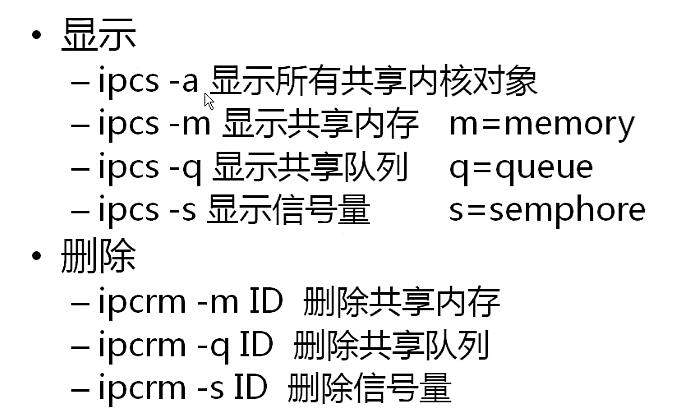 • 显示
– ipcs -a 显示所有共享内核对象
– ipcs -m 显示共享内存 m=memory
– ipcs -q 显示共享队列 q=queue
– ipcs -s 显示信号量 s=semphore
• 删除
– ipcrm -m ID 删除共享内存
– ipcrm -q ID 删除共享队列
– ipcrm -s ID 删除信号量